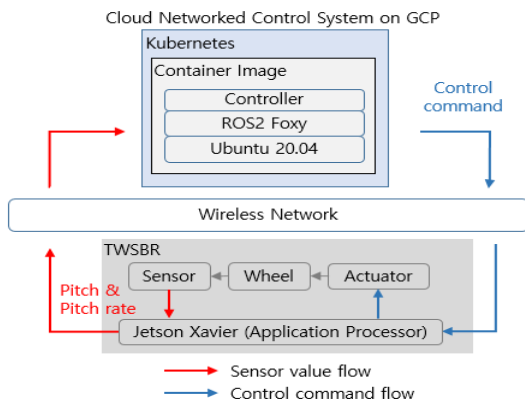 Cloud Networked Control System on GCP
Kubernetes
Container Image
Controller
ROS2 Foxy
Ubuntu 20.04
Control
command
Wireless Network
TWSBR
Sensor
Wheel
Actuator
Pitch &
Pitch rate
Jetson Xavier (Application Processor)
Sensor value flow
Control command flow